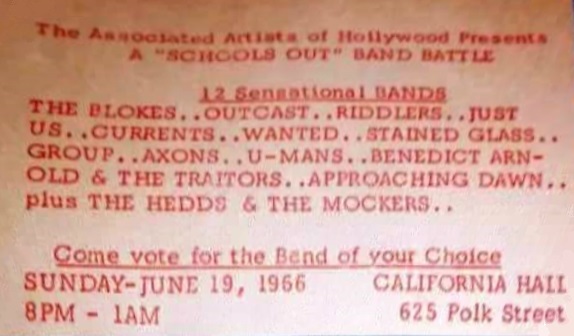 The Associated Artists of Hollywood Presents
A "SCHOOLS OUT" BAND BATTLE
12 Sensational BANDS
THE BLOKES..OUTCAST..RIDDLERS..JUST
US..CURRENTS..WANTED..STAINED GLASS..
GROUP..AXONS..U-MANS..BENEDICT ARN-
OLD & THE TRAITORS..APPROACHING DAWN..
plus THE HEDDS & THE MOCKERS..
Come vote for the Band of your Choice
SUNDAY-JUNE 19, 1966 CALIFORNIA HALL
8PM - 1AM 625 Polk Street